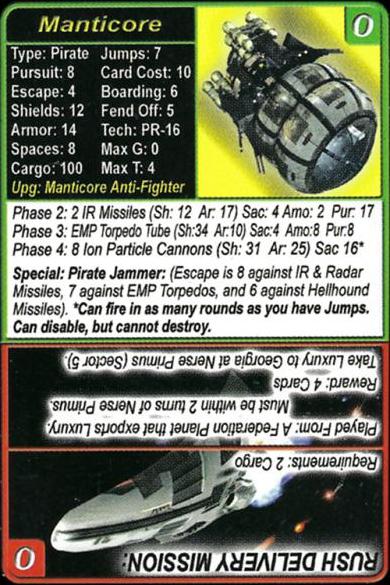 Manticore
0
Type: Pirate Jumps: 7
Pursuit: 8 Card Cost: 10
Escape: 4 Boarding: 6
Shields: 12 Fend Off: 5
Armor: 14 Tech: PR-16
Spaces: 8 Max G: 0
Cargo: 100 Max T: 4
Upg: Manticore Anti-Fighter
Phase 2: 2 IR Missiles (Sh: 12 Ar: 17) Sac: 4 Amo: 2 Pur: 17
Phase 3: EMP Torpedo Tube (Sh:34 Ar:10) Sac:4 Amo:8 Pur:8
Phase 4: 8 Ion Particle Cannons (Sh: 31 Ar: 25) Sac 16*
Special: Pirate Jammer: (Escape is 8 against IR & Radar
Missiles, 7 against EMP Torpedos, and 6 against Hellhound
Missiles). *Can fire in as many rounds as you have Jumps.
Can disable, but cannot destroy.
RUSH DELIVERY MISSION:
0
Requirements: 2 Cargo
Played From: A Federation Planet that exports Luxury.
Must be within 2 turns of Nerse Primus.
Reward: 4 Cards
Take Luxury to Georgia at Nerse Primus (Sector 5)